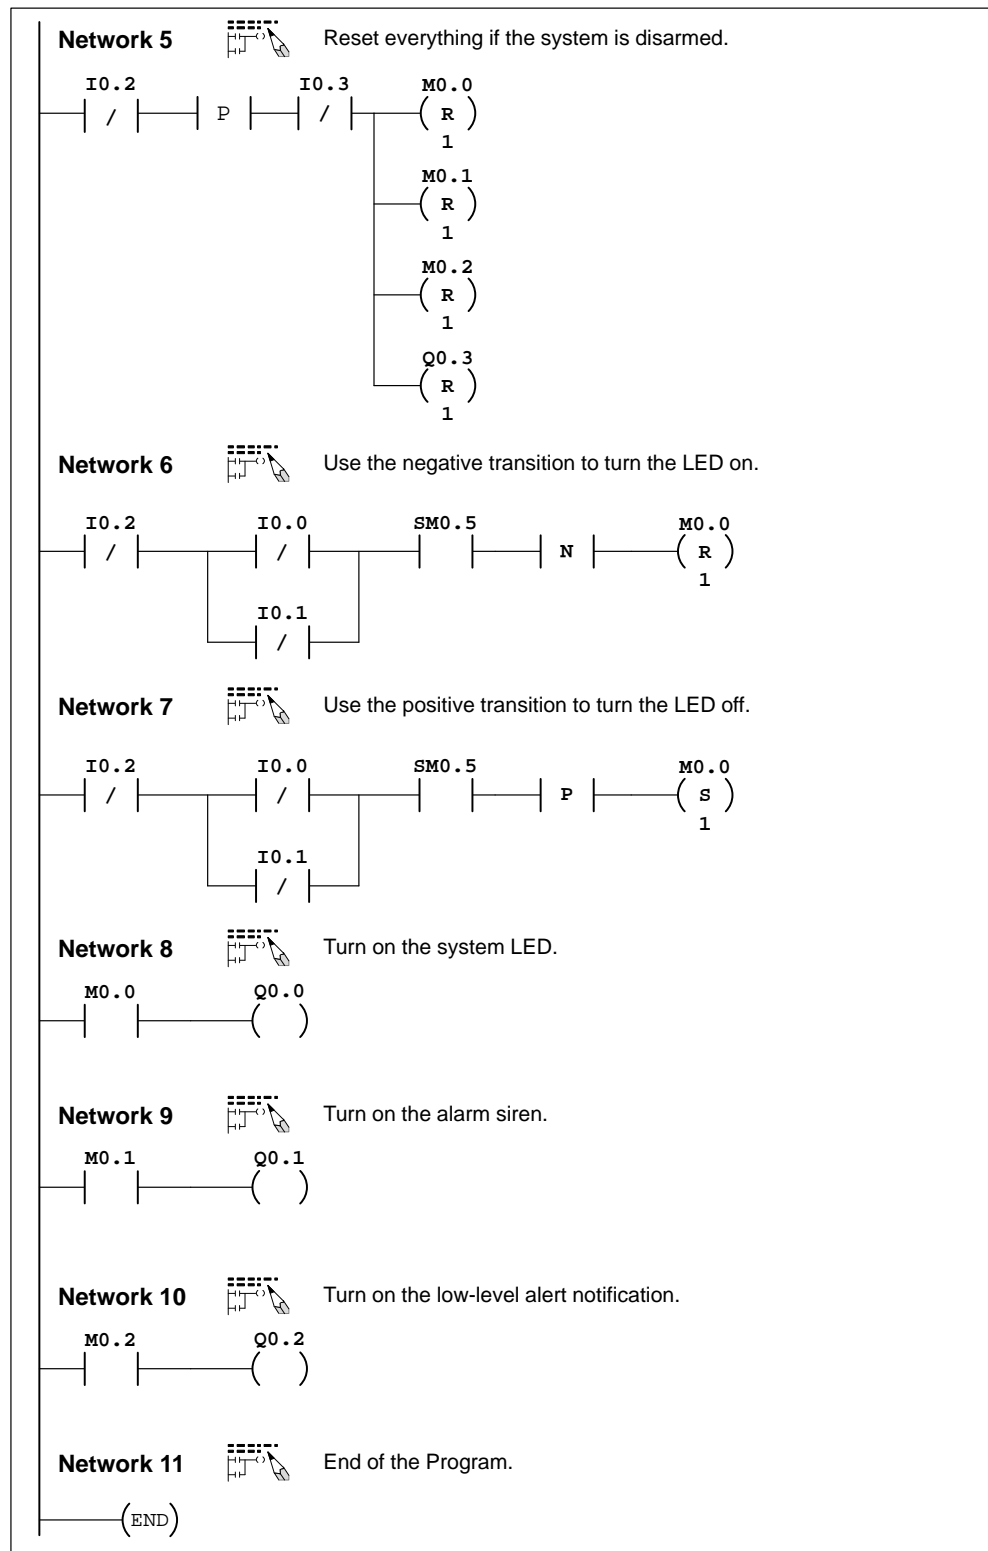 Network 5 Reset everything if the system is disarmed.
I0.2 I0.3 M0.0
/ P / R
1
M0.1
R
1
M0.2
R
1
Q0.3
R
1
Network 6 Use the negative transition to turn the LED on.
I0.2 I0.0 SM0.5 M0.0
/ / N R
1
I0.1
/
Network 7 Use the positive transition to turn the LED off.
I0.2 I0.0 SM0.5 M0.0
/ / P S
1
I0.1
/
Network 8 Turn on the system LED.
M0.0 Q0.0
Network 9 Turn on the alarm siren.
M0.1 Q0.1
Network 10 Turn on the low-level alert notification.
M0.2 Q0.2
Network 11 End of the Program.
END